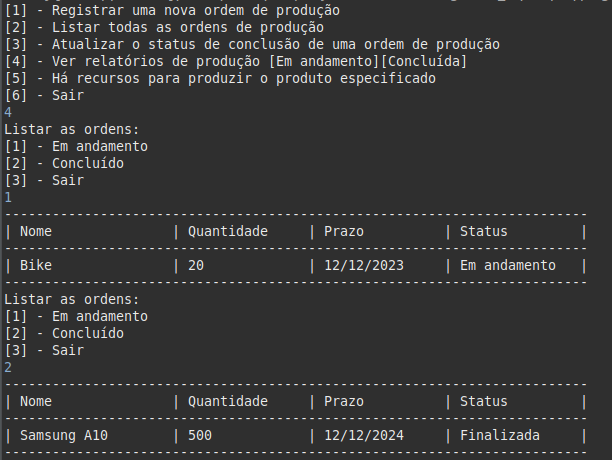 [1] - Registrar uma nova ordem de produção
[2] - Listar todas as ordens de produção
[3] - Atualizar o status de conclusão de uma ordem de produção
[4] - Ver relatórios de produção [Em andamento][Concluída]
[5] - Há recursos para produzir o produto especificado
[6] - Sair
4
Listar as ordens:
[1] - Em andamento
[2] - Concluído
[3] - Sair
1
-------------------------------------------------------------------------
| Nome | Quantidade | Prazo | Status |
-------------------------------------------------------------------------
| Bike | 20 | 12/12/2023 | Em andamento |
-------------------------------------------------------------------------
Listar as ordens:
[1] - Em andamento
[2] - Concluído
[3] - Sair
2
-------------------------------------------------------------------------
| Nome | Quantidade | Prazo | Status |
-------------------------------------------------------------------------
| Samsung A10 | 500 | 12/12/2024 | Finalizada |
-------------------------------------------------------------------------